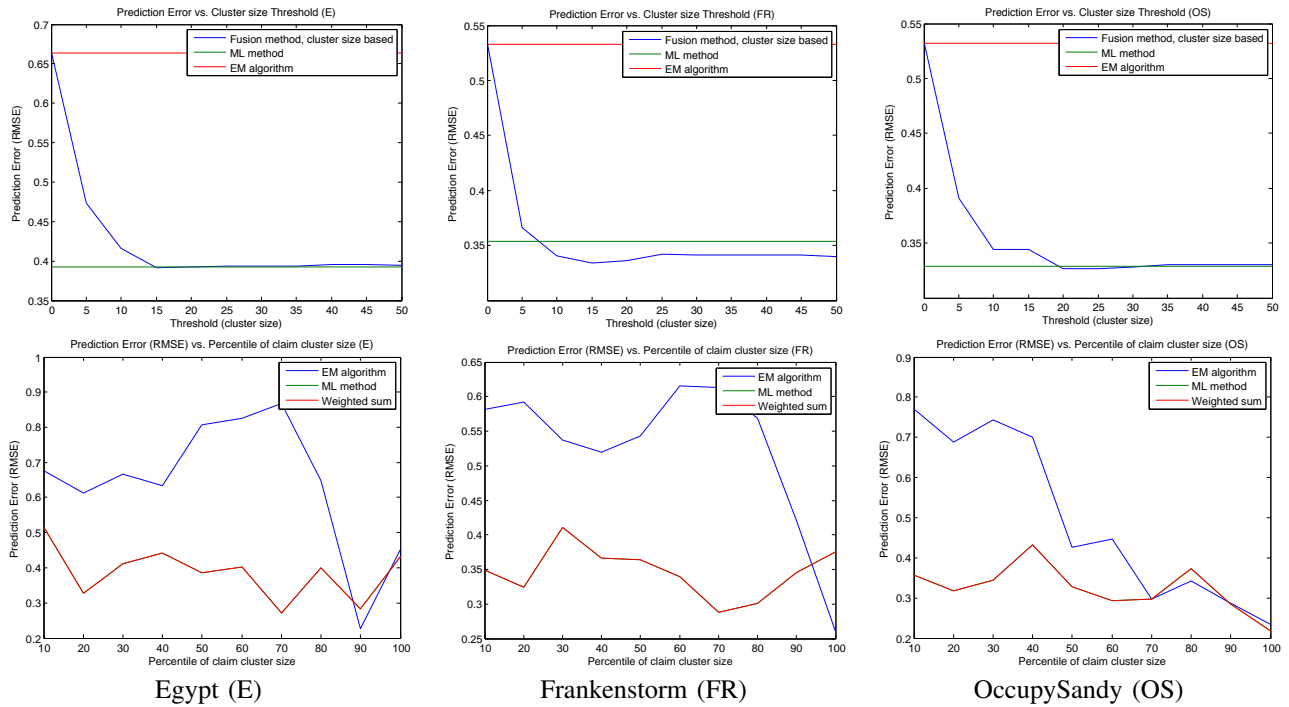 Prediction Error vs. Cluster size Threshold (E)
Prediction Error (RMSE)
0.7
0.65
0.6
0.55
0.5
0.45
0.4
0.35
Fusion method, cluster size based
ML method
EM algorithm
0 5 10 15 20 25 30 35 40 45 50
Threshold (cluster size)
Prediction Error vs. Cluster size Threshold (FR)
Prediction Error (RMSE)
0.55
0.5
0.45
0.4
0.35
Fusion method, cluster size based
ML method
EM algorithm
0 5 10 15 20 25 30 35 40 45 50
Threshold (cluster size)
Prediction Error vs. Cluster size Threshold (OS)
Prediction Error (RMSE)
0.55
0.5
0.45
0.4
0.35
Fusion method, cluster size based
ML method
EM algorithm
0 5 10 15 20 25 30 35 40 45 50
Threshold (cluster size)
Prediction Error (RMSE) vs. Percentile of claim cluster size (E)
Prediction Error (RMSE)
1
0.9
0.8
0.7
0.6
0.5
0.4
0.3
0.2
EM algorithm
ML method
Weighted sum
10 20 30 40 50 60 70 80 90 100
Percentile of claim cluster size
Egypt (E)
Prediction Error (RMSE) vs. Percentile of claim cluster size (FR)
Prediction Error (RMSE)
0.65
0.6
0.55
0.5
0.45
0.4
0.35
0.3
0.25
EM algorithm
ML method
Weighted sum
10 20 30 40 50 60 70 80 90 100
Percentile of claim cluster size
Frankenstorm (FR)
Prediction Error (RMSE) vs. Percentile of claim cluster size (OS)
Prediction Error (RMSE)
0.9
0.8
0.7
0.6
0.5
0.4
0.3
0.2
EM algorithm
ML method
Weighted sum
10 20 30 40 50 60 70 80 90 100
Percentile of claim cluster size
OccupySandy (OS)